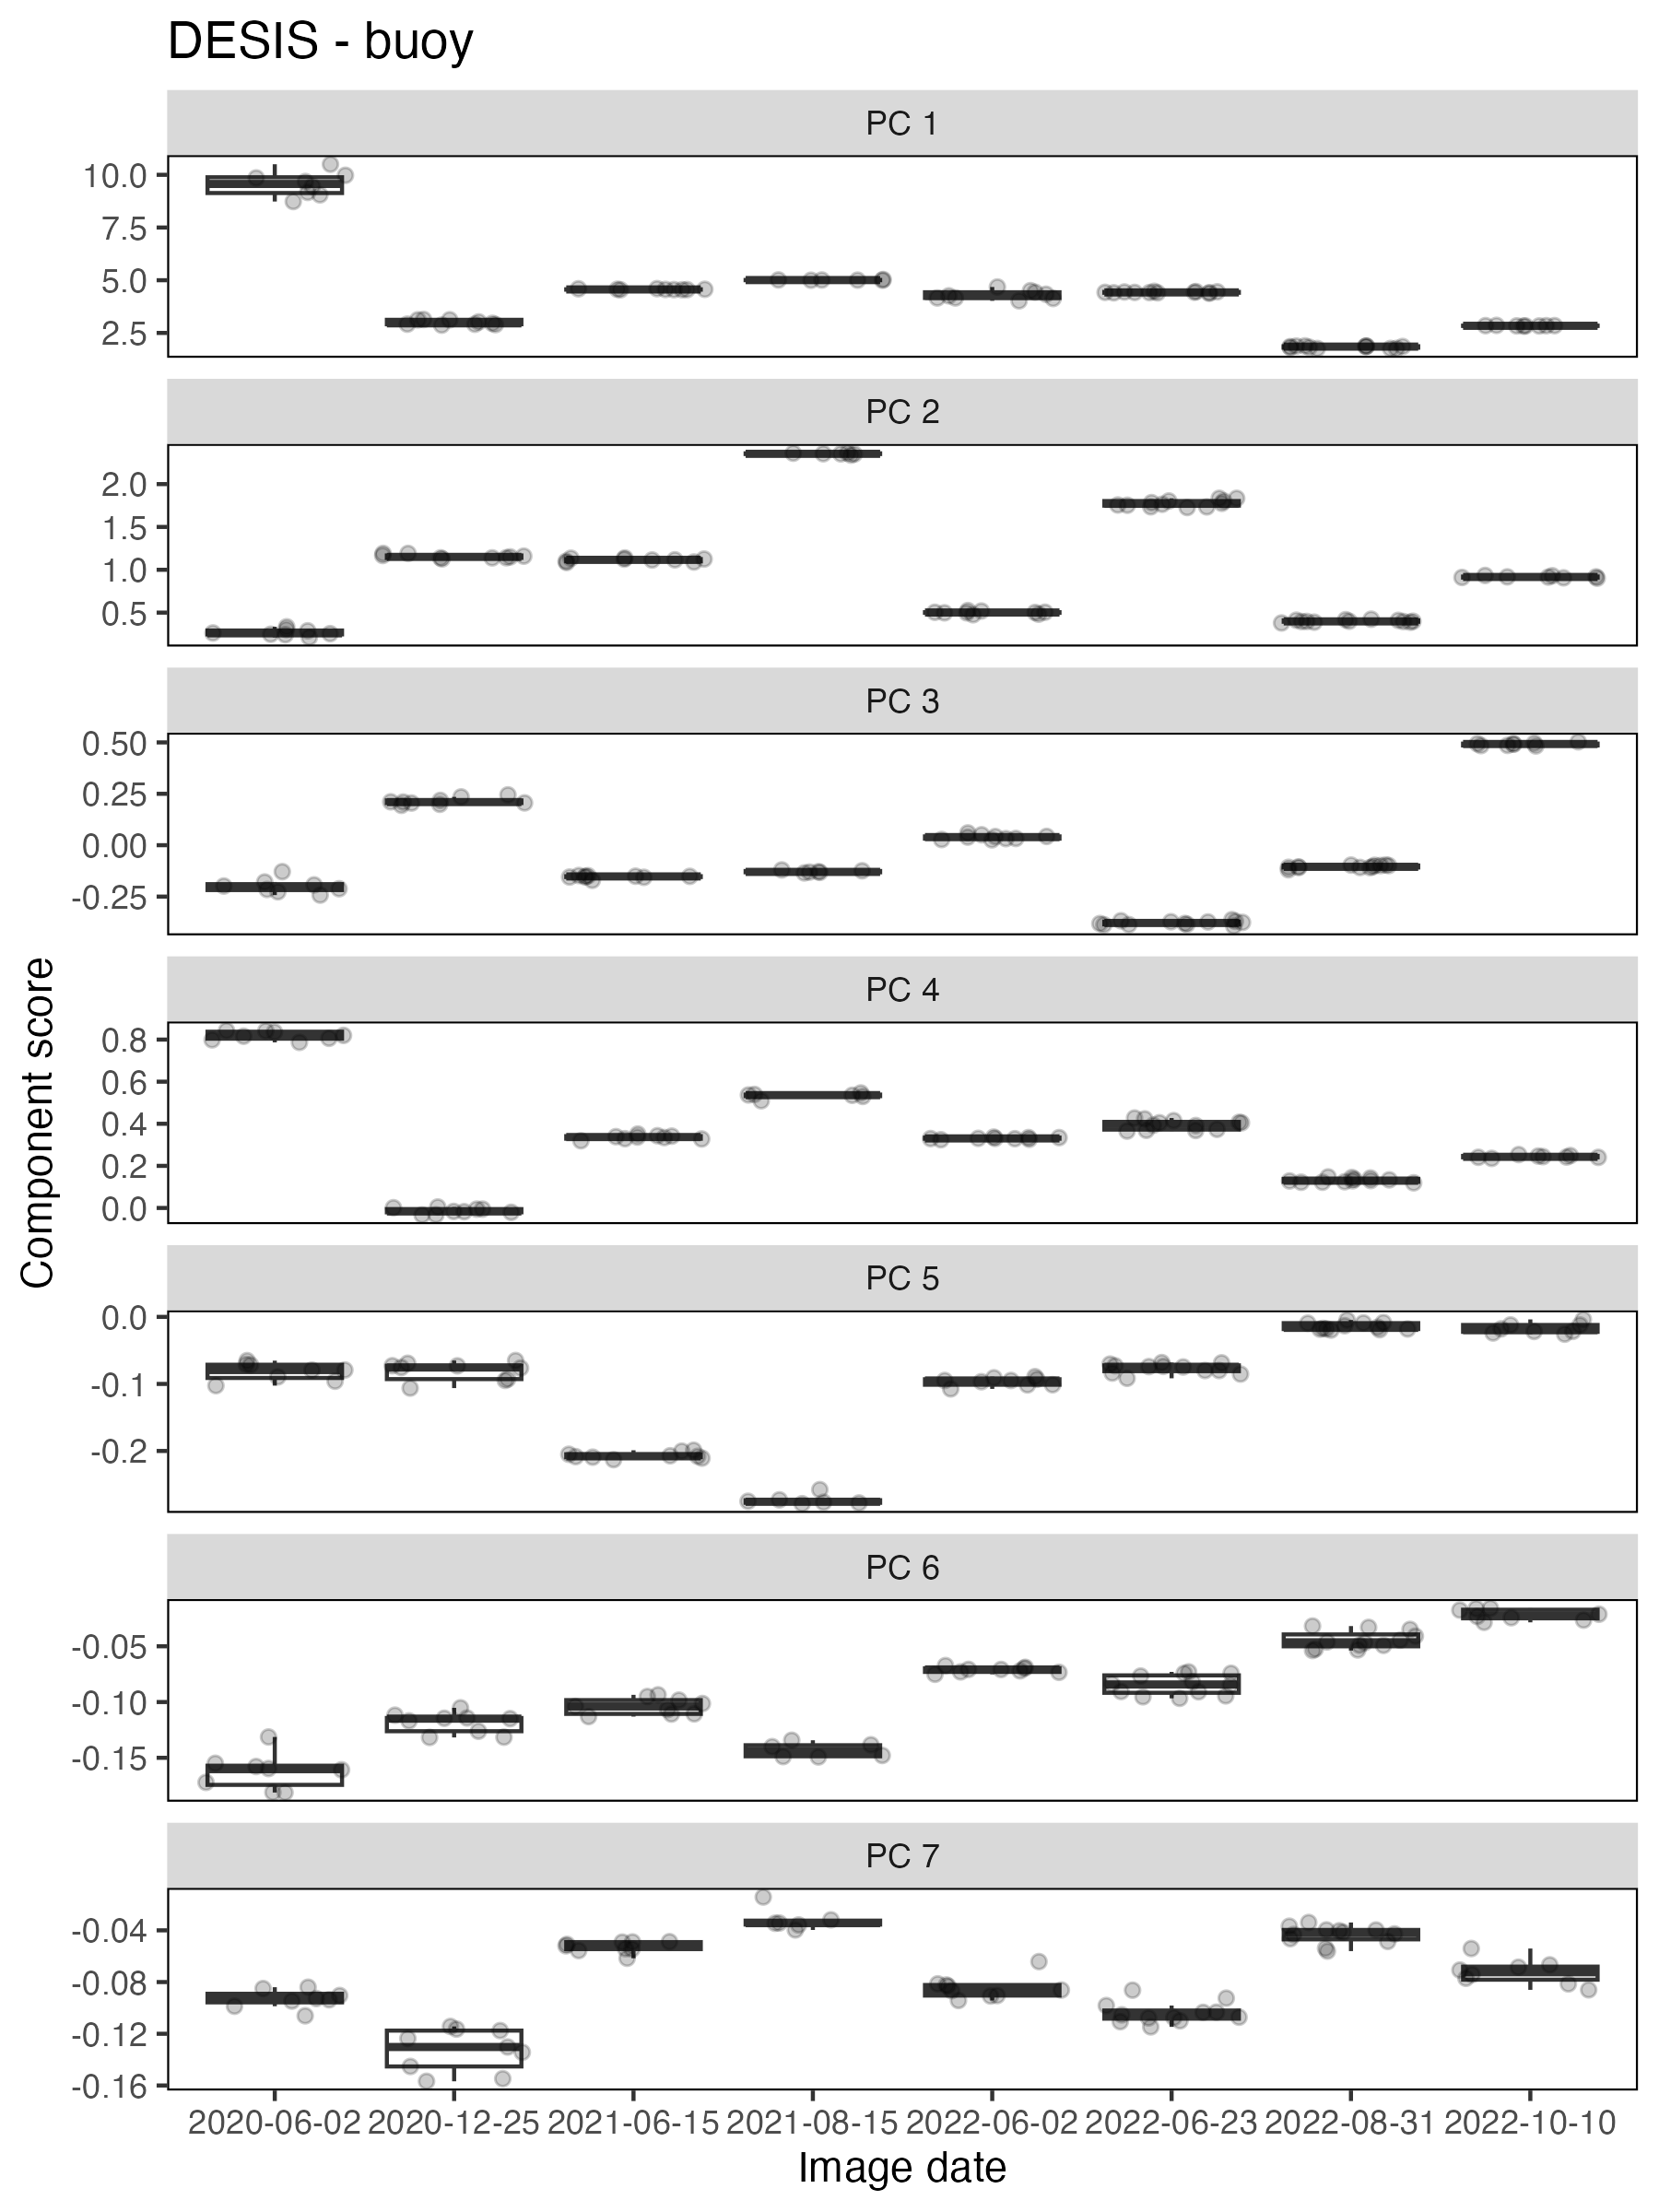 DESIS - buoy
PC 1
10.0
7.5
5.0
2.5
PC 2
2.0
1.5
1.0
0.5
PC 3
0.50
0.25
0.00
-0.25
PC 4
0.8
0.6
0.4
0.2
0.0
PC 5
0.0
-0.1
-0.2
PC 6
-0.05
-0.10
-0.15
PC 7
-0.04
-0.08
-0.12
-0.16
Component score
2020-06-02 2020-12-25 2021-06-15 2021-08-15 2022-06-02 2022-06-23 2022-08-31 2022-10-10
Image date